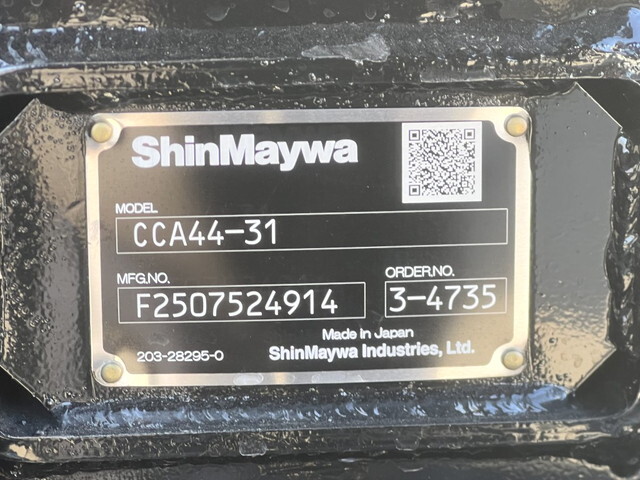 ShinMaywa
MODEL
CCA44-31
MFG.NO. ORDER.NO.
F2507524914 3-4735
Made in Japan
203-28295-0 ShinMaywa Industries, Ltd.